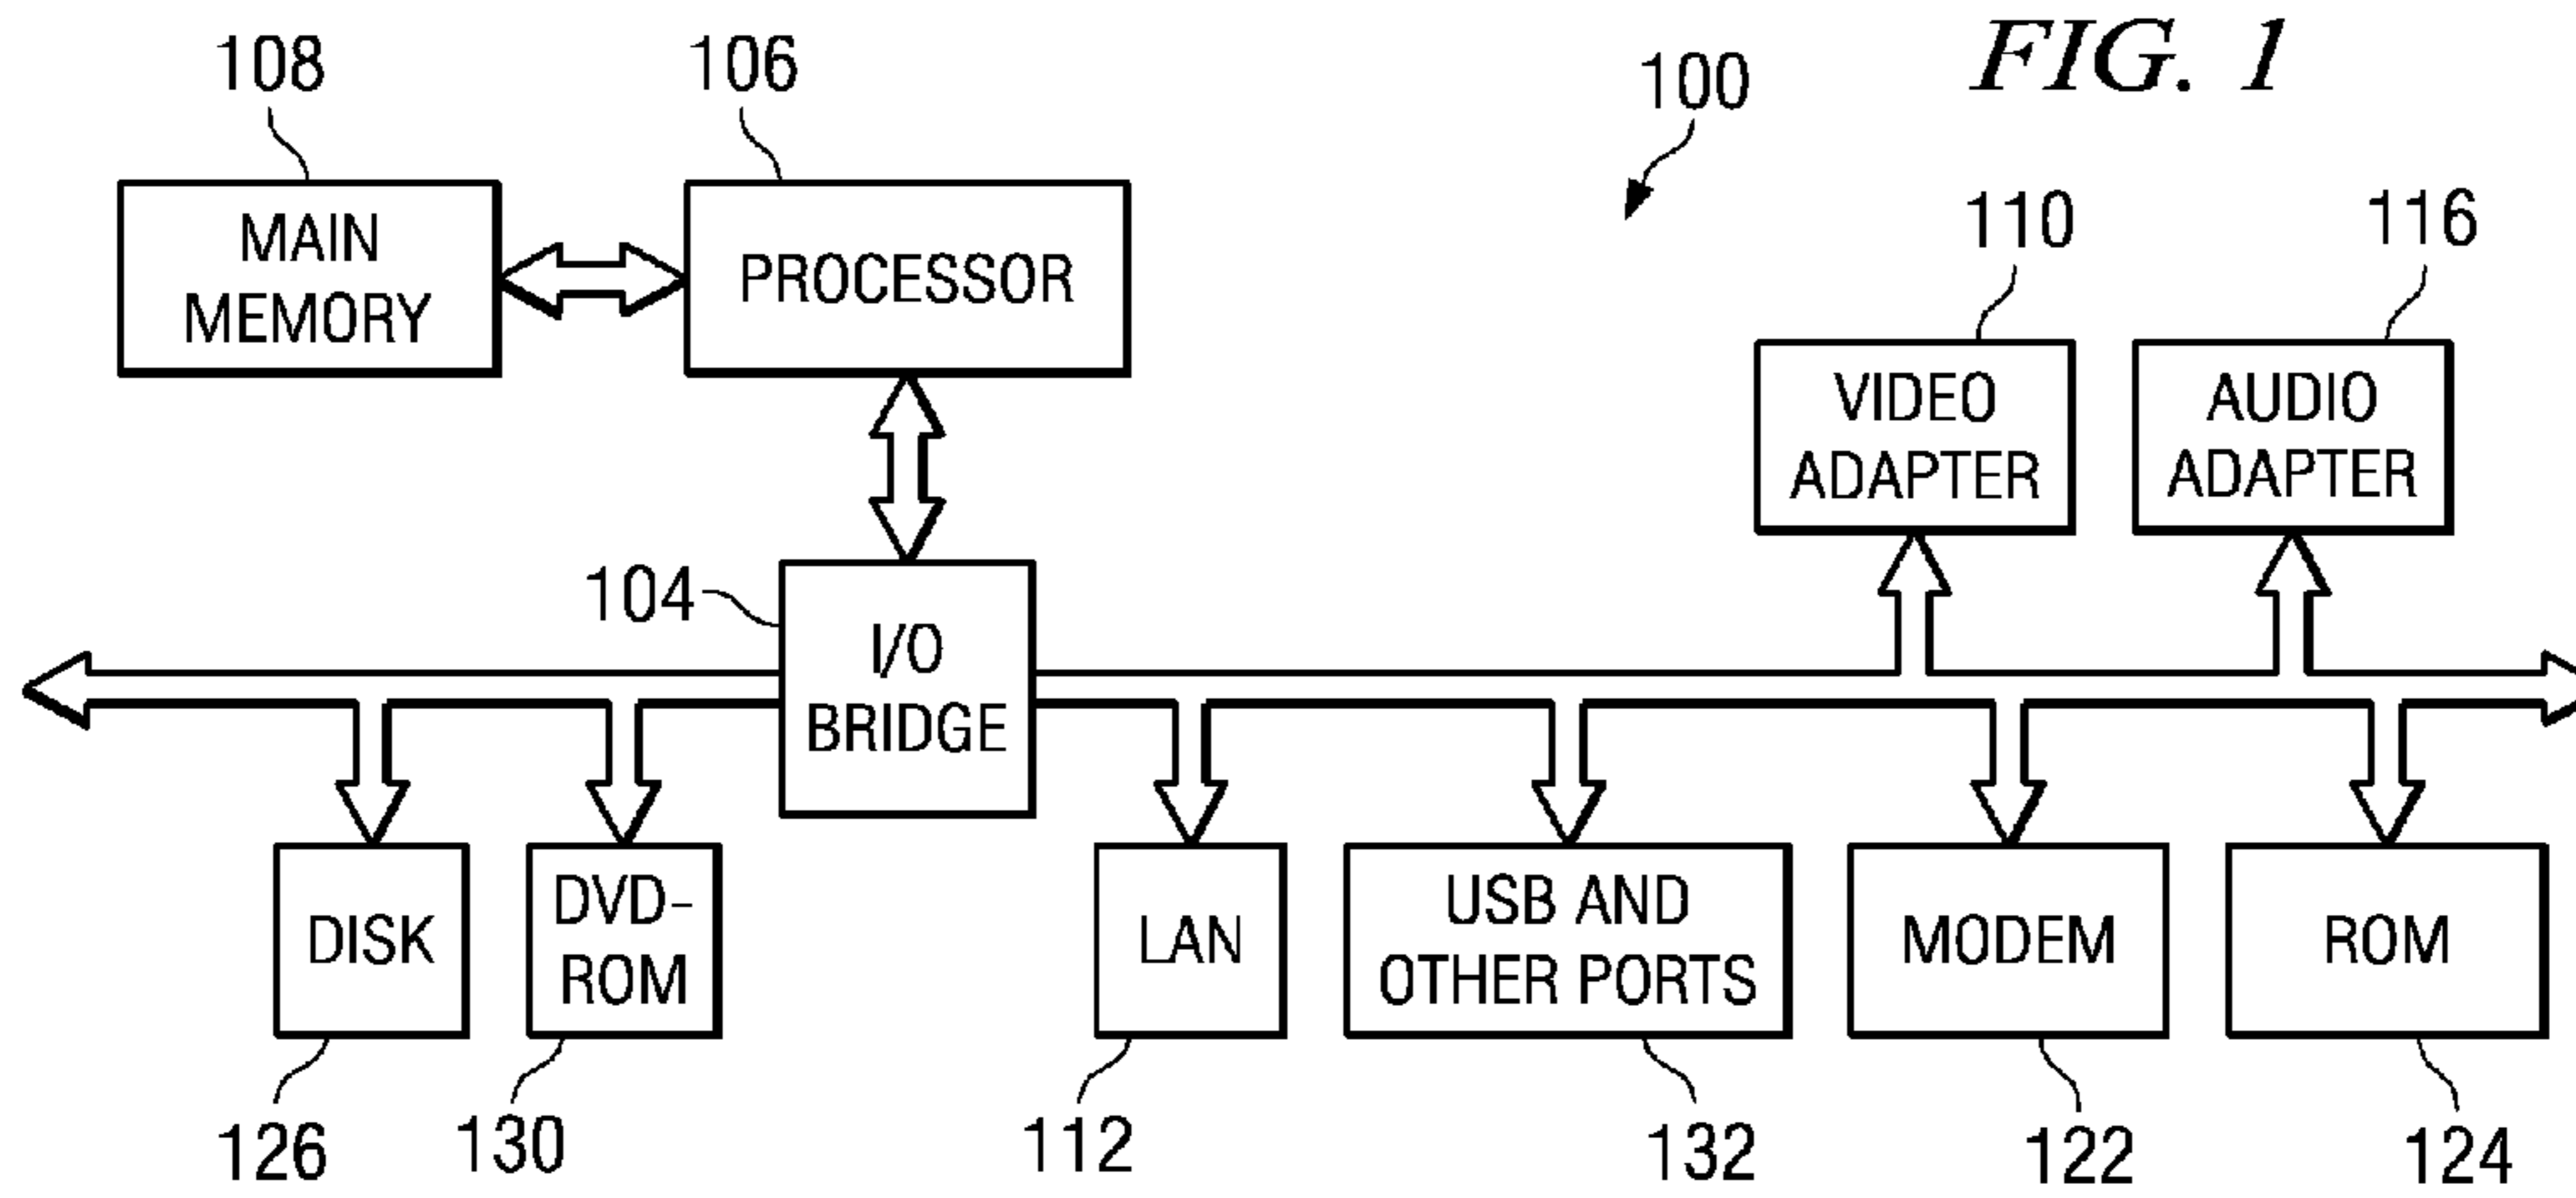 FIG. 1
108
106
100
MAIN
MEMORY
PROCESSOR
110
116
VIDEO
ADAPTER
AUDIO
ADAPTER
104
I/O
BRIDGE
DISK
DVD-
ROM
LAN
USB AND
OTHER PORTS
MODEM
ROM
126
130
112
132
122
124